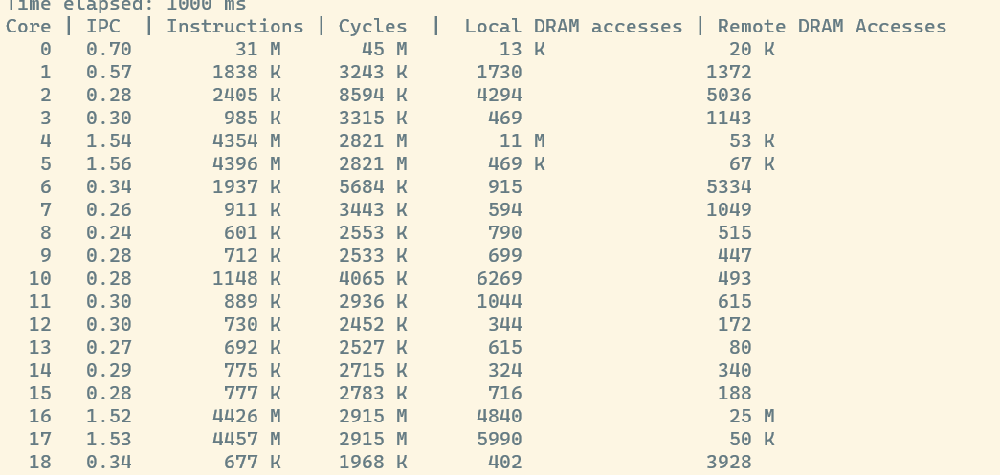 Time elapsed: 1000 ms
Core | IPC  | Instructions | Cycles  |  Local DRAM accesses | Remote DRAM Accesses
0 0.70 31 M 45 M 13 K 20 K
1 0.57 1838 K 3243 K 1730 1372
2 0.28 2405 K 8594 K 4294 5036
3 0.30 985 K 3315 K 469 1143
4 1.54 4354 M 2821 M 11 M 53 K
5 1.56 4396 M 2821 M 469 K 67 K
6 0.34 1937 K 5684 K 915 5334
7 0.26 911 K 3443 K 594 1049
8 0.24 601 K 2553 K 790 515
9 0.28 712 K 2533 K 699 447
10 0.28 1148 K 4065 K 6269 493
11 0.30 889 K 2936 K 1044 615
12 0.30 730 K 2452 K 344 172
13 0.27 692 K 2527 K 615 80
14 0.29 775 K 2715 K 324 340
15 0.28 777 K 2783 K 716 188
16 1.52 4426 M 2915 M 4840 25 M
17 1.53 4457 M 2915 M 5990 50 K
18 0.34 677 K 1968 K 402 3928